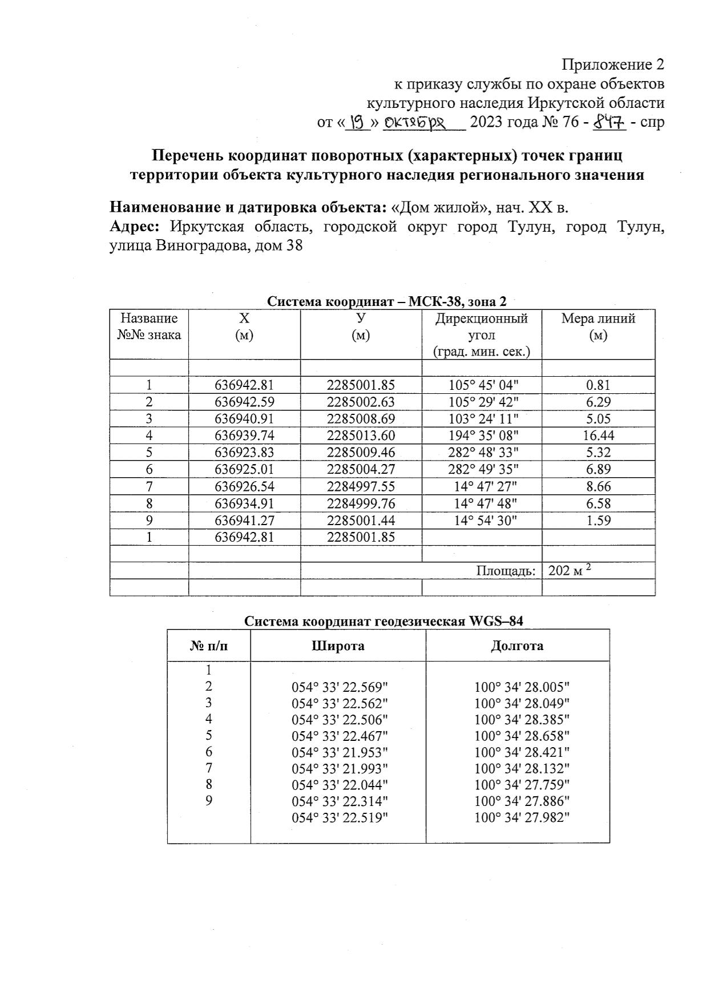 Приложение 2
к приказу службы по охране объектов
культурного наследия Иркутской области
от «19» октября 2023 года № 76 - 847 - спр
Перечень координат поворотных (характерных) точек границ
территории объекта культурного наследия регионального значения
Наименование и датировка объекта: «Дом жилой», нач. XX в.
Адрес: Иркутская область, городской округ город Тулун, город Тулун,
улица Виноградова, дом 38
Система координат – МСК-38, зона 2
Название №№ знака X (м) У (м) Дирекционный угол (град. мин. сек.) Мера линий (м)
1 636942.81 2285001.85 105° 45' 04" 0.81
2 636942.59 2285002.63 105° 29' 42" 6.29
3 636940.91 2285008.69 103° 24' 11" 5.05
4 636939.74 2285013.60 194° 35' 08" 16.44
5 636923.83 2285009.46 282° 48' 33" 5.32
6 636925.01 2285004.27 282° 49' 35" 6.89
7 636926.54 2284997.55 14° 47' 27" 8.66
8 636934.91 2284999.76 14° 47' 48" 6.58
9 636941.27 2285001.44 14° 54' 30" 1.59
1 636942.81 2285001.85
Площадь: 202 м 2
Система координат геодезическая WGS–84
№ п/п Широта Долгота
1
2 054° 33' 22.569" 100° 34' 28.005"
3 054° 33' 22.562" 100° 34' 28.049"
4 054° 33' 22.506" 100° 34' 28.385"
5 054° 33' 22.467" 100° 34' 28.658"
6 054° 33' 21.953" 100° 34' 28.421"
7 054° 33' 21.993" 100° 34' 28.132"
8 054° 33' 22.044" 100° 34' 27.759"
9 054° 33' 22.314" 100° 34' 27.886"
054° 33' 22.519" 100° 34' 27.982"